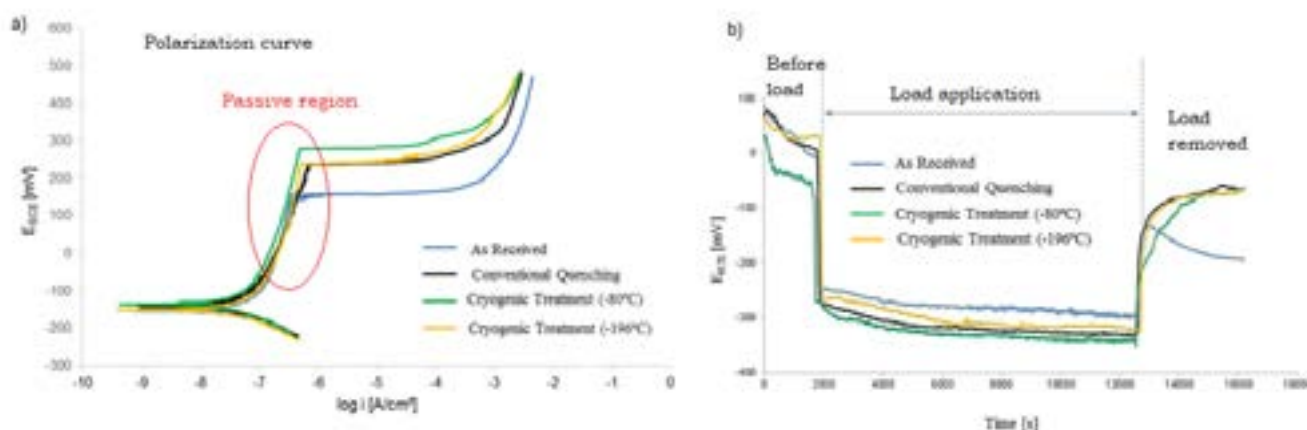 a)
Polarization curve
Passive region
600
500
400
300
200
100
0
-100
-200
-300
E_SCE [mV]
As Received
Conventional Quenching
Cryogenic Treatment (-80ºC)
Cryogenic Treatment (-196ºC)
-10 -9 -8 -7 -6 -5 -4 -3 -2 -1 0
log i [A/cm²]
b)
Before
load
Load application
Load
removed
100
0
-100
-200
-300
-400
E_SCE [mV]
As Received
Conventional Quenching
Cryogenic Treatment (-80ºC)
Cryogenic Treatment (-196ºC)
0 2000 4000 6000 8000 10000 12000 14000 16000 18000
Time [s]